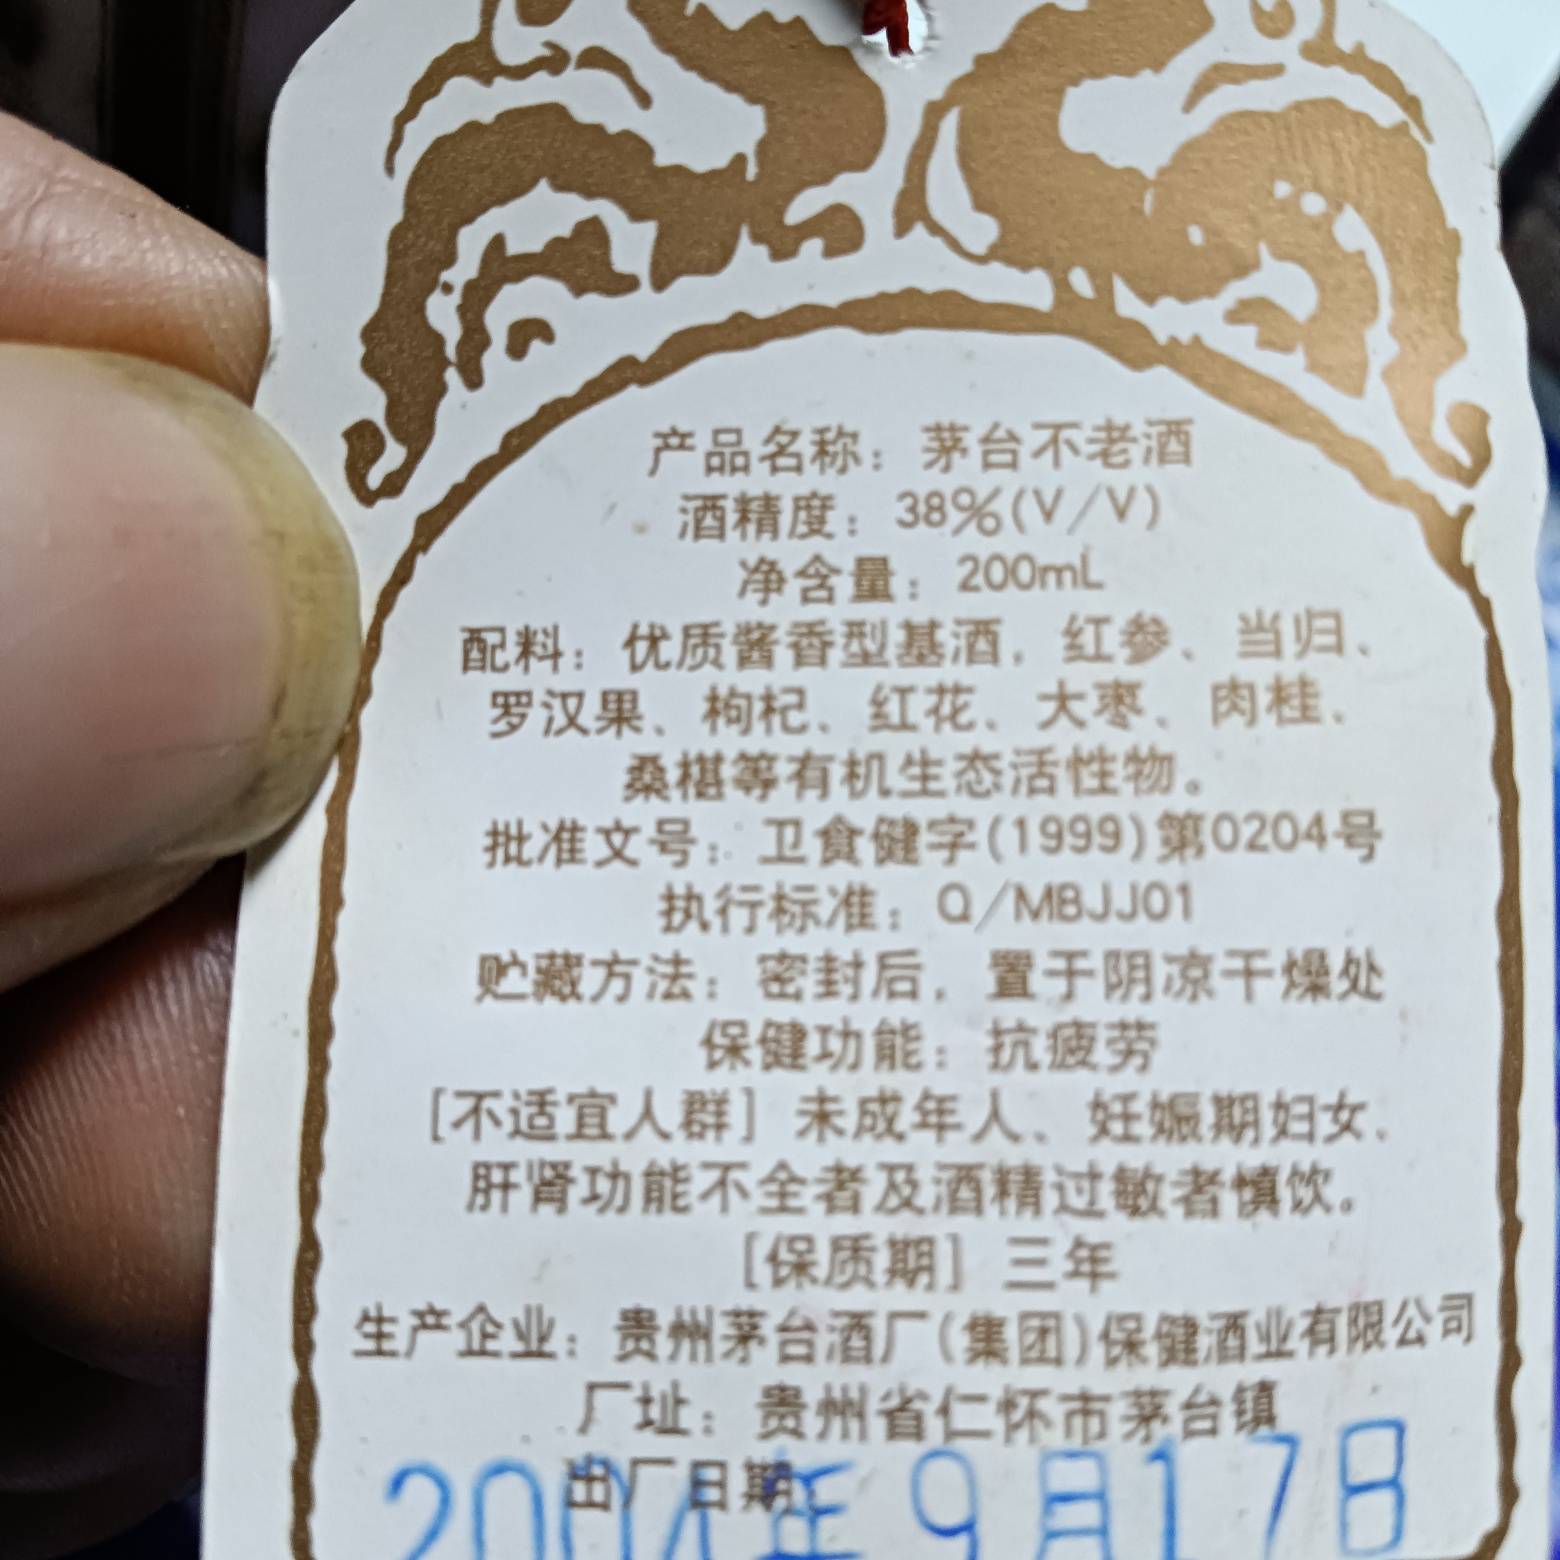 产品名称：茅台不老酒
酒精度：38%(V/V)
净含量：200mL
配料：优质酱香型基酒，红参、当归、
罗汉果、枸杞、红花、大枣、肉桂、
桑椹等有机生态活性物。
批准文号：卫食健字(1999)第0204号
执行标准：Q/MBJJ01
贮藏方法：密封后，置于阴凉干燥处
保健功能：抗疲劳
[不适宜人群] 未成年人、妊娠期妇女、
肝肾功能不全者及酒精过敏者慎饮。
[保质期] 三年
生产企业：贵州茅台酒厂(集团)保健酒业有限公司
厂址：贵州省仁怀市茅台镇
出厂日期
2004年9月17日